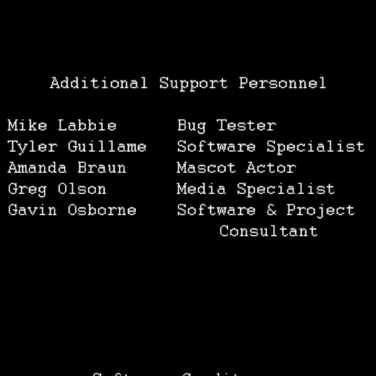 Additional Support Personnel
Mike Labbie Bug Tester
Tyler Guillame Software Specialist
Amanda Braun Mascot Actor
Greg Olson Media Specialist
Gavin Osborne Software & Project
Consultant